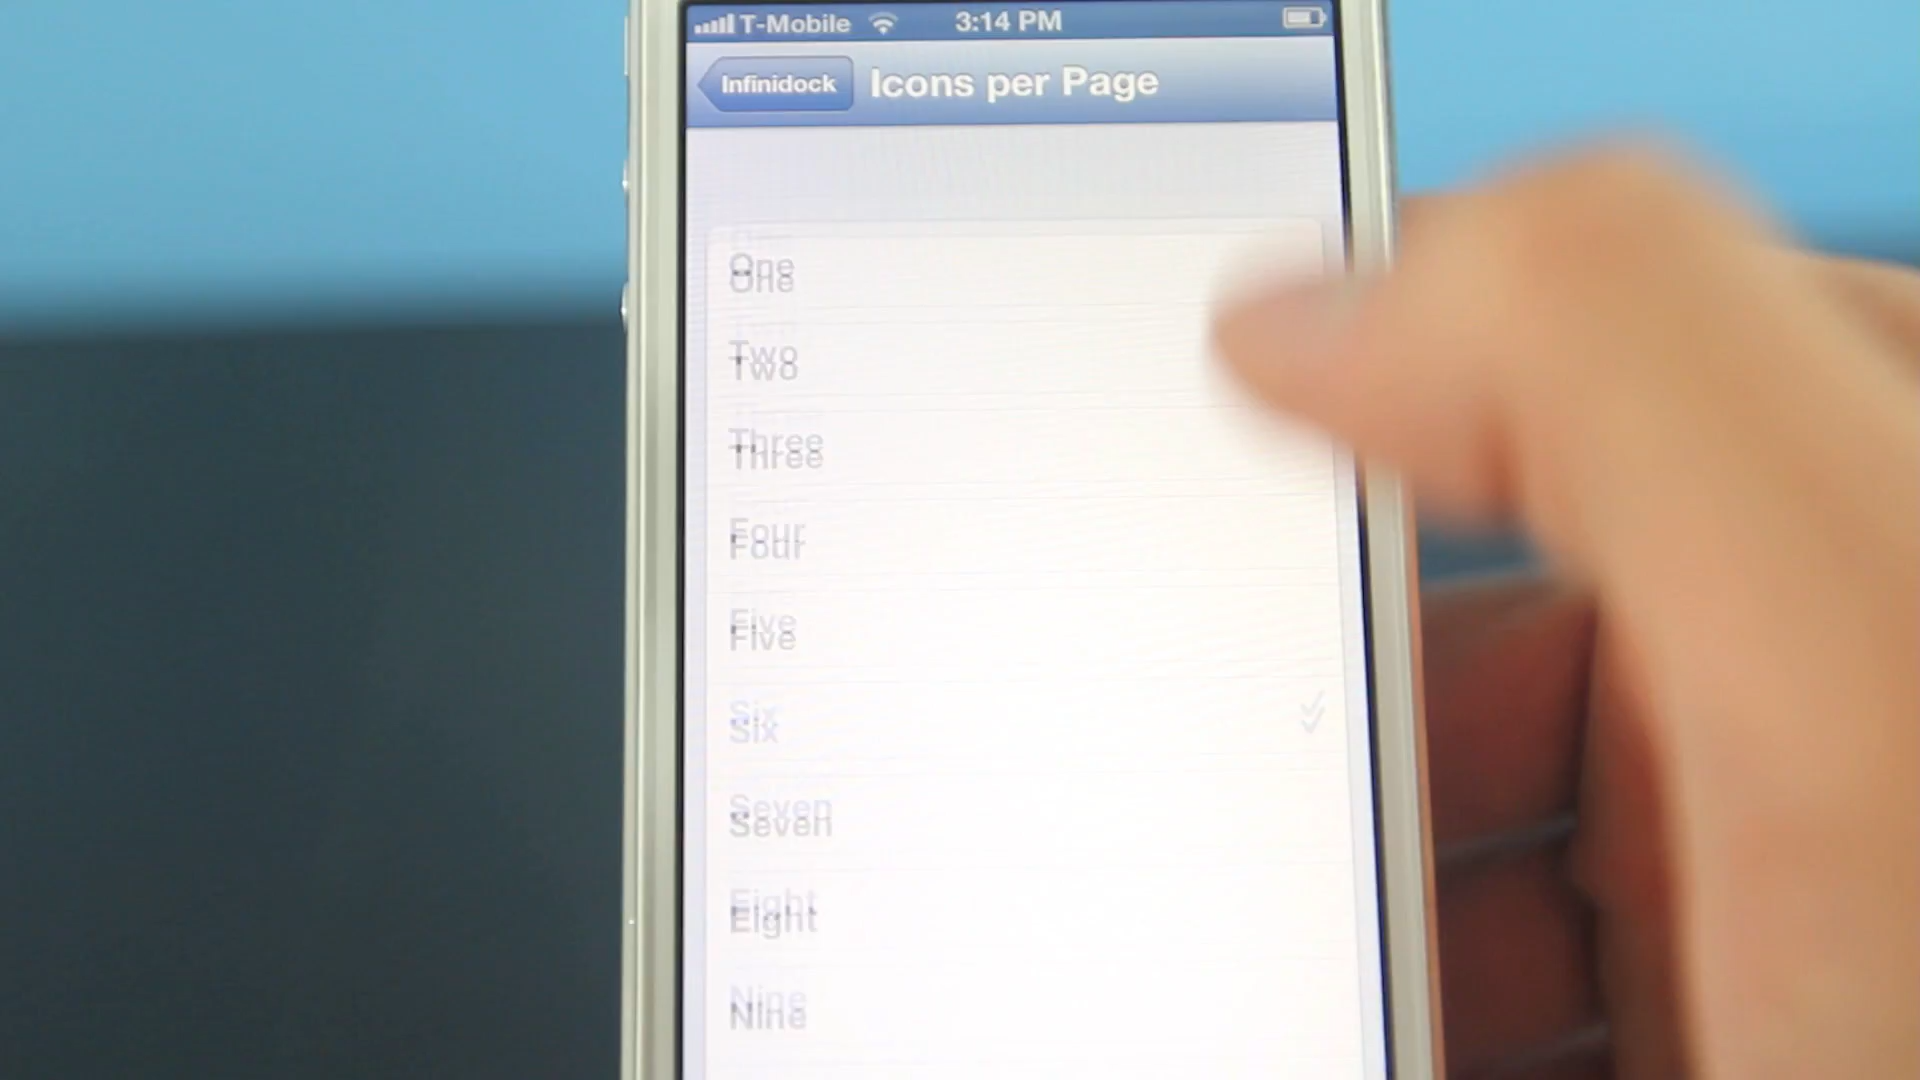 T-Mobile 3:14 PM
Infinidock Icons per Page
One
Two
Three
Four
Five
Six
Seven
Eight
Nine